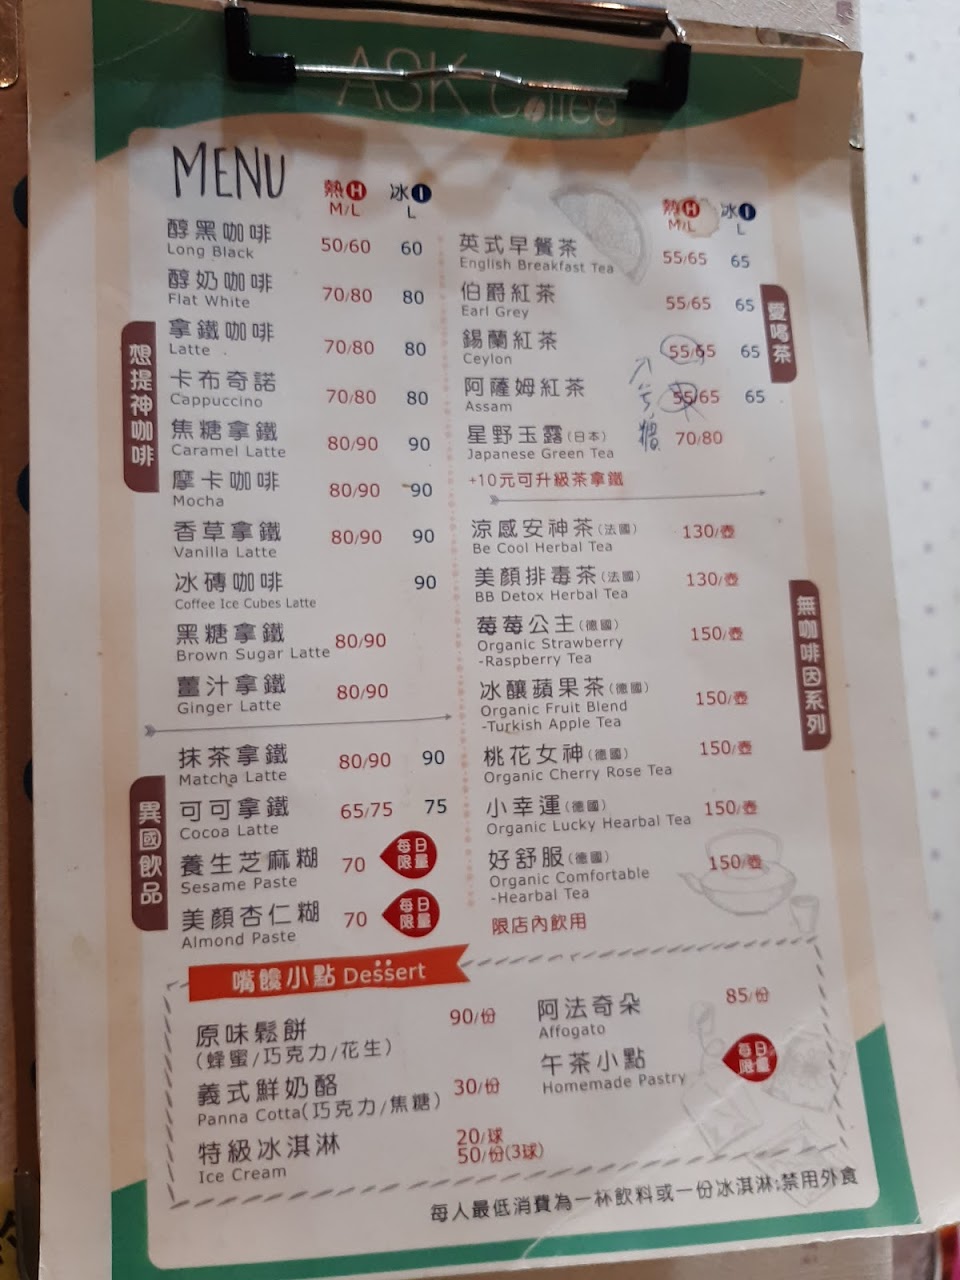 ASK Coffee
MENU
熱H 冰I
M/L L
想提神咖啡
醇黑咖啡 50/60 60
Long Black
醇奶咖啡 70/80 80
Flat White
拿鐵咖啡 70/80 80
Latte
卡布奇諾 70/80 80
Cappuccino
焦糖拿鐵 80/90 90
Caramel Latte
摩卡咖啡 80/90 90
Mocha
香草拿鐵 80/90 90
Vanilla Latte
冰磚咖啡 90
Coffee Ice Cubes Latte
黑糖拿鐵 80/90
Brown Sugar Latte
薑汁拿鐵 80/90
Ginger Latte
異國飲品
抹茶拿鐵 80/90 90
Matcha Latte
可可拿鐵 65/75 75
Cocoa Latte
養生芝麻糊 70 每日
Sesame Paste 限量
美顏杏仁糊 70 每日
Almond Paste 限量
熱H 冰I
M/L L
愛喝茶
英式早餐茶 55/65 65
English Breakfast Tea
伯爵紅茶 55/65 65
Earl Grey
錫蘭紅茶 55/65 65
Ceylon
阿薩姆紅茶 55/65 65
Assam
星野玉露(日本) 70/80
Japanese Green Tea
+10元可升級茶拿鐵
無咖啡因系列
涼感安神茶(法國) 130/壺
Be Cool Herbal Tea
美顏排毒茶(法國) 130/壺
BB Detox Herbal Tea
莓莓公主(德國) 150/壺
Organic Strawberry
-Raspberry Tea
冰釀蘋果茶(德國) 150/壺
Organic Fruit Blend
-Turkish Apple Tea
桃花女神(德國) 150/壺
Organic Cherry Rose Tea
小幸運(德國) 150/壺
Organic Lucky Hearbal Tea
好舒服(德國) 150/壺
Organic Comfortable
-Hearbal Tea
限店內飲用
嘴饞小點 Dessert
原味鬆餅 90/份
(蜂蜜/巧克力/花生)
義式鮮奶酪 30/份
Panna Cotta(巧克力/焦糖)
特級冰淇淋 20/球
Ice Cream 50/份(3球)
阿法奇朵 85/份
Affogato
午茶小點 每日
Homemade Pastry 限量
每人最低消費為一杯飲料或一份冰淇淋;禁用外食